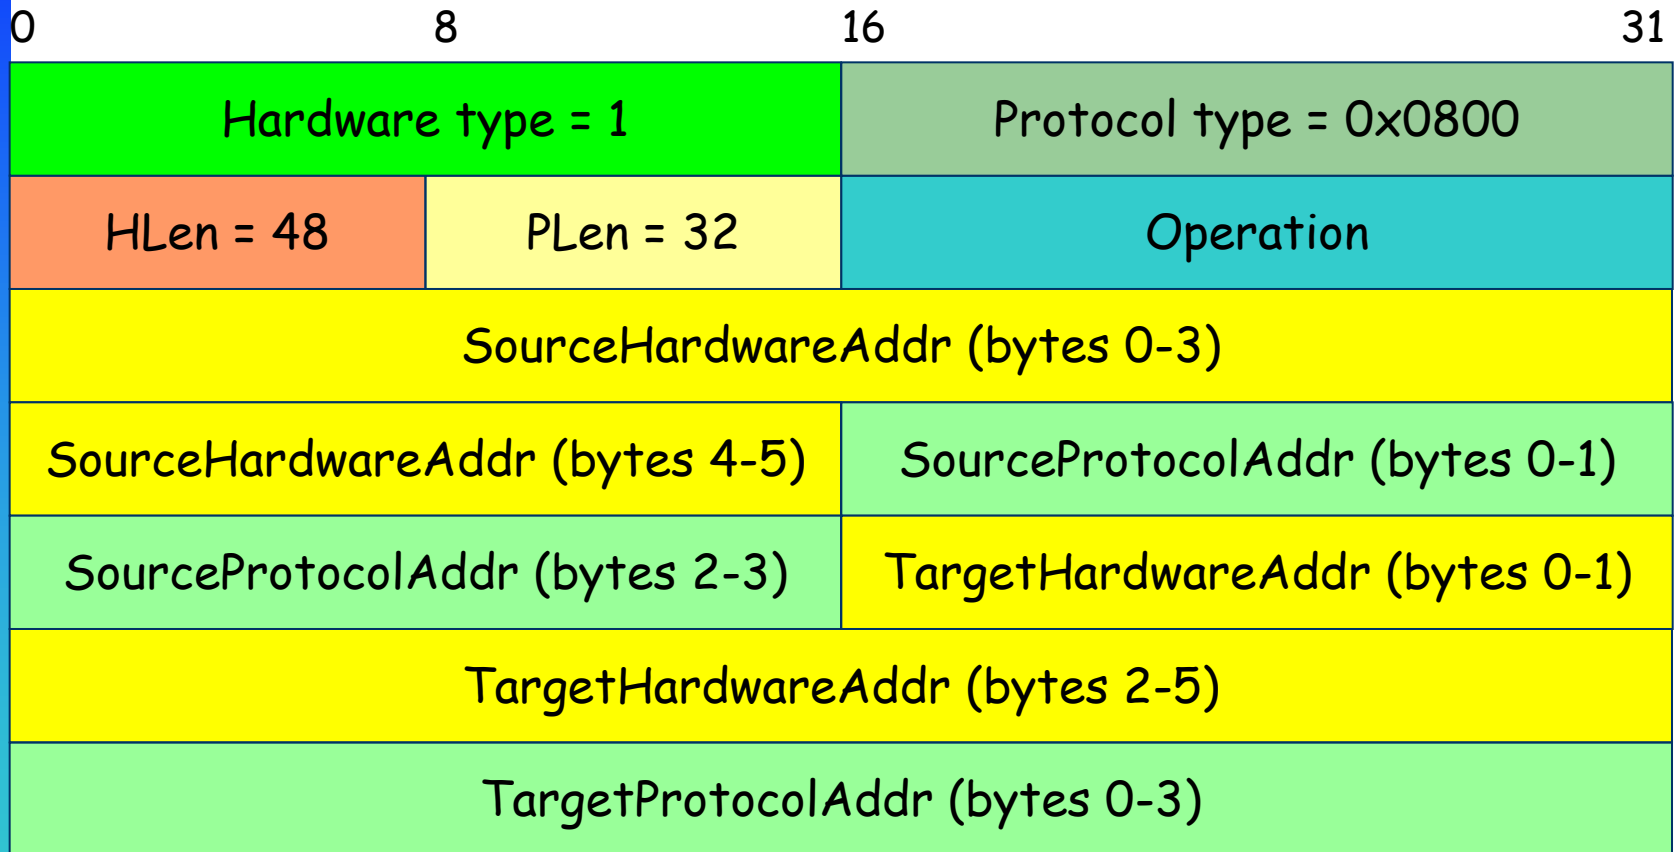 0 8 16 31
Hardware type = 1 Protocol type = 0x0800
HLen = 48 PLen = 32 Operation
SourceHardwareAddr (bytes 0-3)
SourceHardwareAddr (bytes 4-5) SourceProtocolAddr (bytes 0-1)
SourceProtocolAddr (bytes 2-3) TargetHardwareAddr (bytes 0-1)
TargetHardwareAddr (bytes 2-5)
TargetProtocolAddr (bytes 0-3)